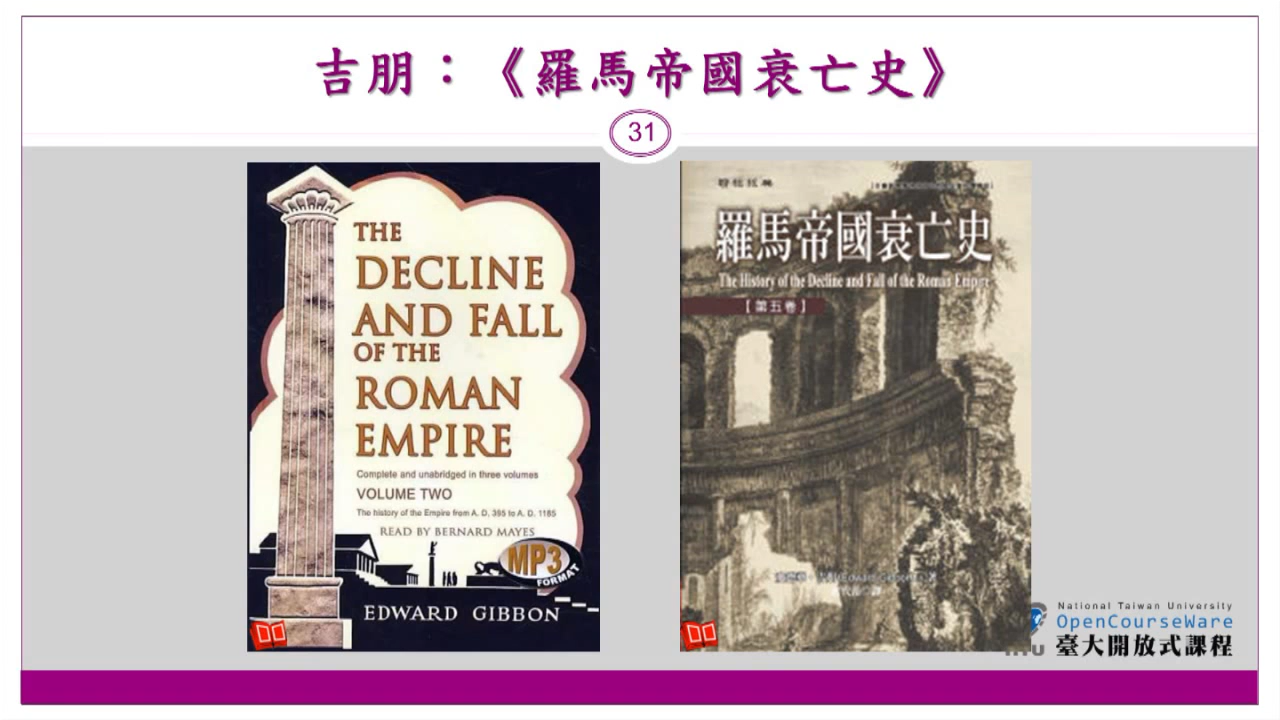 吉朋：《羅馬帝國衰亡史》
31
THE
DECLINE
AND FALL
OF THE
ROMAN
EMPIRE
Complete and unabridged in three volumes
VOLUME TWO
The history of the Empire from A. D. 395 to A. D. 1185
READ BY BERNARD MAYES
MP3
FORMAT
EDWARD GIBBON
羅馬帝國衰亡史
The History of the Decline and Fall of the Roman Empire
【第五卷】
National Taiwan University
OpenCourseWare
臺大開放式課程